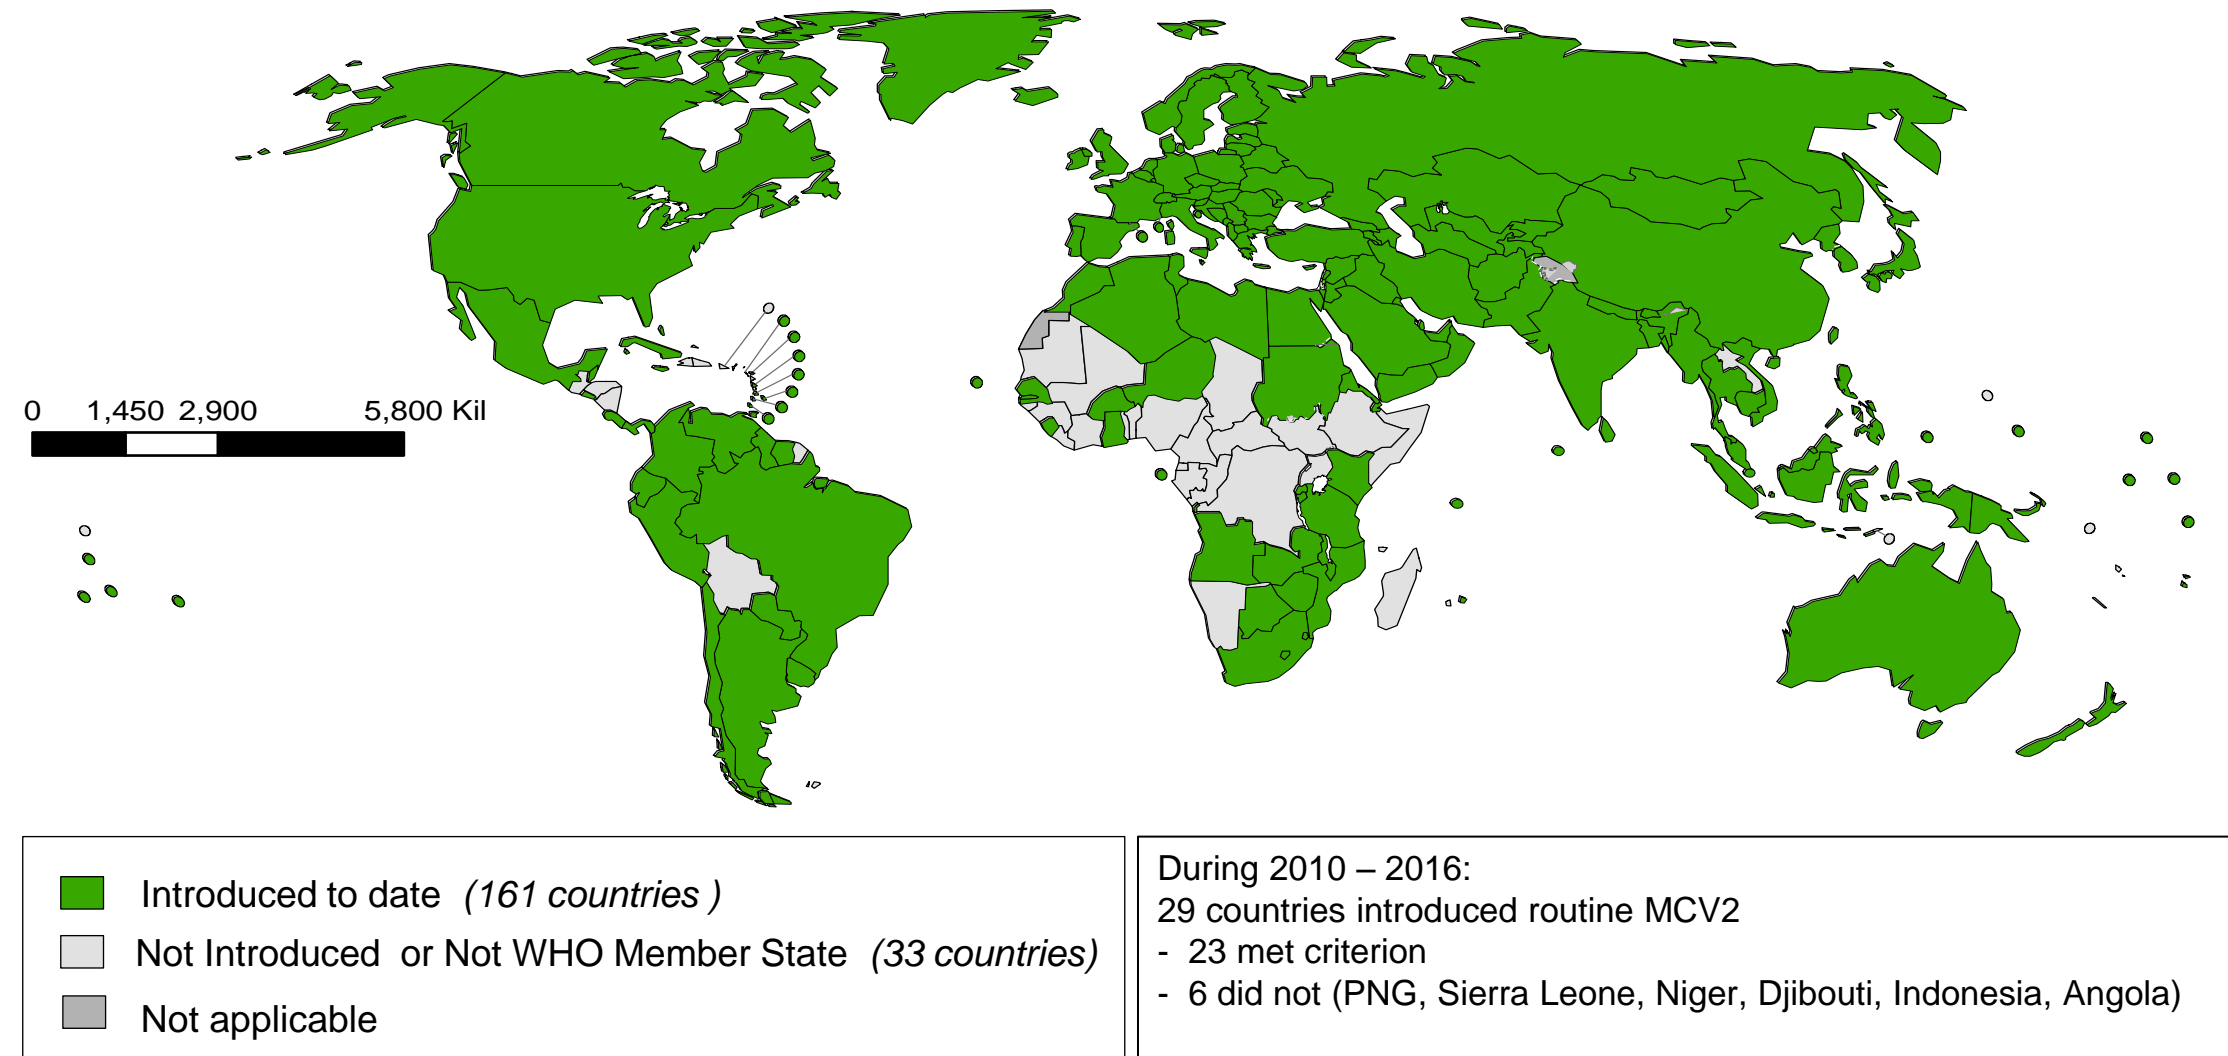 0 1,450 2,900 5,800 Kil
Introduced to date (161 countries )
Not Introduced or Not WHO Member State (33 countries)
Not applicable
During 2010 – 2016:
29 countries introduced routine MCV2
- 23 met criterion
- 6 did not (PNG, Sierra Leone, Niger, Djibouti, Indonesia, Angola)